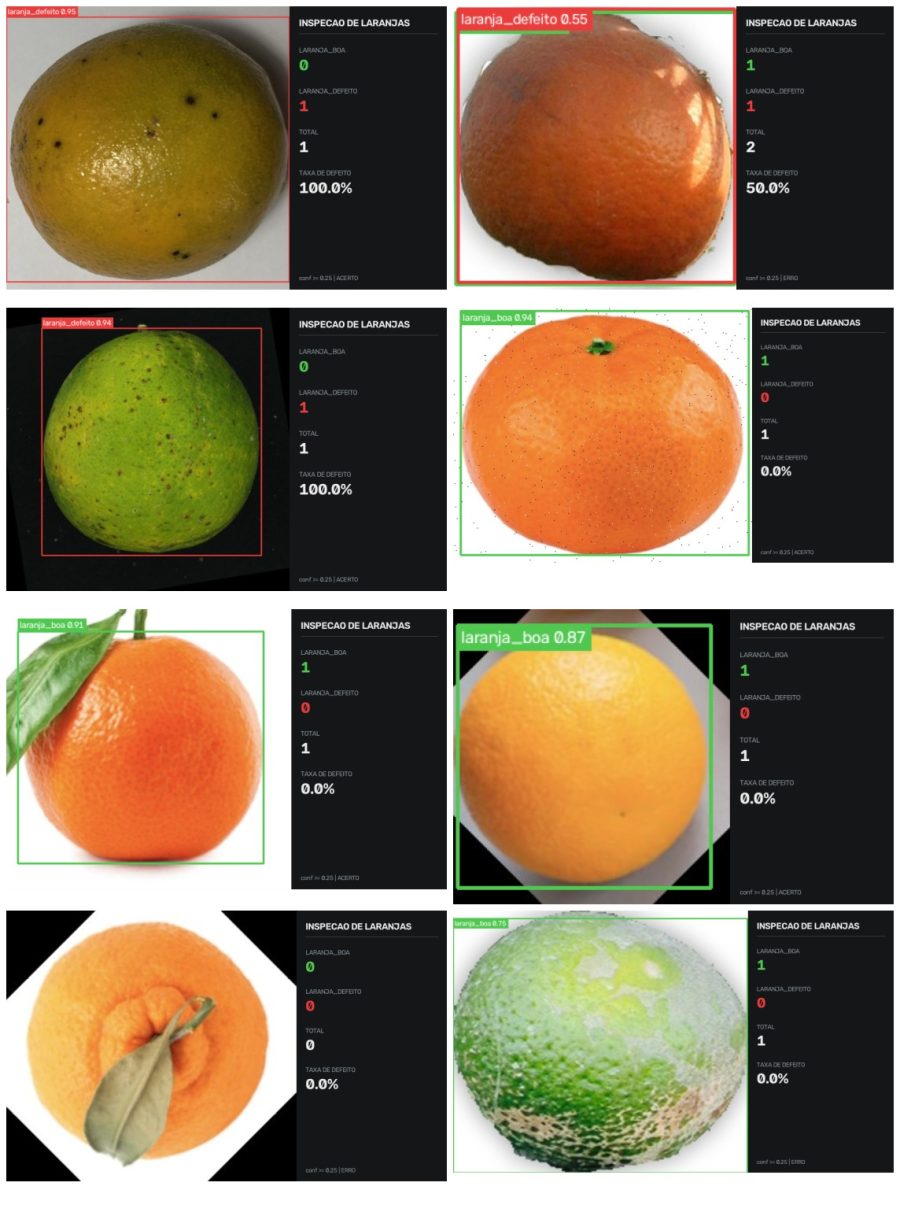 laranja_defeito 0.95
INSPECAO DE LARANJAS
LARANJA_BOA
0
LARANJA_DEFEITO
1
TOTAL
1
TAXA DE DEFEITO
100.0%
conf >= 0.25 | ACERTO
laranja_defeito 0.55
INSPECAO DE LARANJAS
LARANJA_BOA
1
LARANJA_DEFEITO
1
TOTAL
2
TAXA DE DEFEITO
50.0%
conf >= 0.25 | ERRO
laranja_defeito 0.94
INSPECAO DE LARANJAS
LARANJA_BOA
0
LARANJA_DEFEITO
1
TOTAL
1
TAXA DE DEFEITO
100.0%
conf >= 0.25 | ACERTO
laranja_boa 0.94
INSPECAO DE LARANJAS
LARANJA_BOA
1
LARANJA_DEFEITO
0
TOTAL
1
TAXA DE DEFEITO
0.0%
conf >= 0.25 | ACERTO
laranja_boa 0.91
INSPECAO DE LARANJAS
LARANJA_BOA
1
LARANJA_DEFEITO
0
TOTAL
1
TAXA DE DEFEITO
0.0%
conf >= 0.25 | ACERTO
laranja_boa 0.87
INSPECAO DE LARANJAS
LARANJA_BOA
1
LARANJA_DEFEITO
0
TOTAL
1
TAXA DE DEFEITO
0.0%
conf >= 0.25 | ACERTO
INSPECAO DE LARANJAS
LARANJA_BOA
0
LARANJA_DEFEITO
0
TOTAL
0
TAXA DE DEFEITO
0.0%
conf >= 0.25 | ERRO
laranja_boa 0.75
INSPECAO DE LARANJAS
LARANJA_BOA
1
LARANJA_DEFEITO
0
TOTAL
1
TAXA DE DEFEITO
0.0%
conf >= 0.25 | ERRO